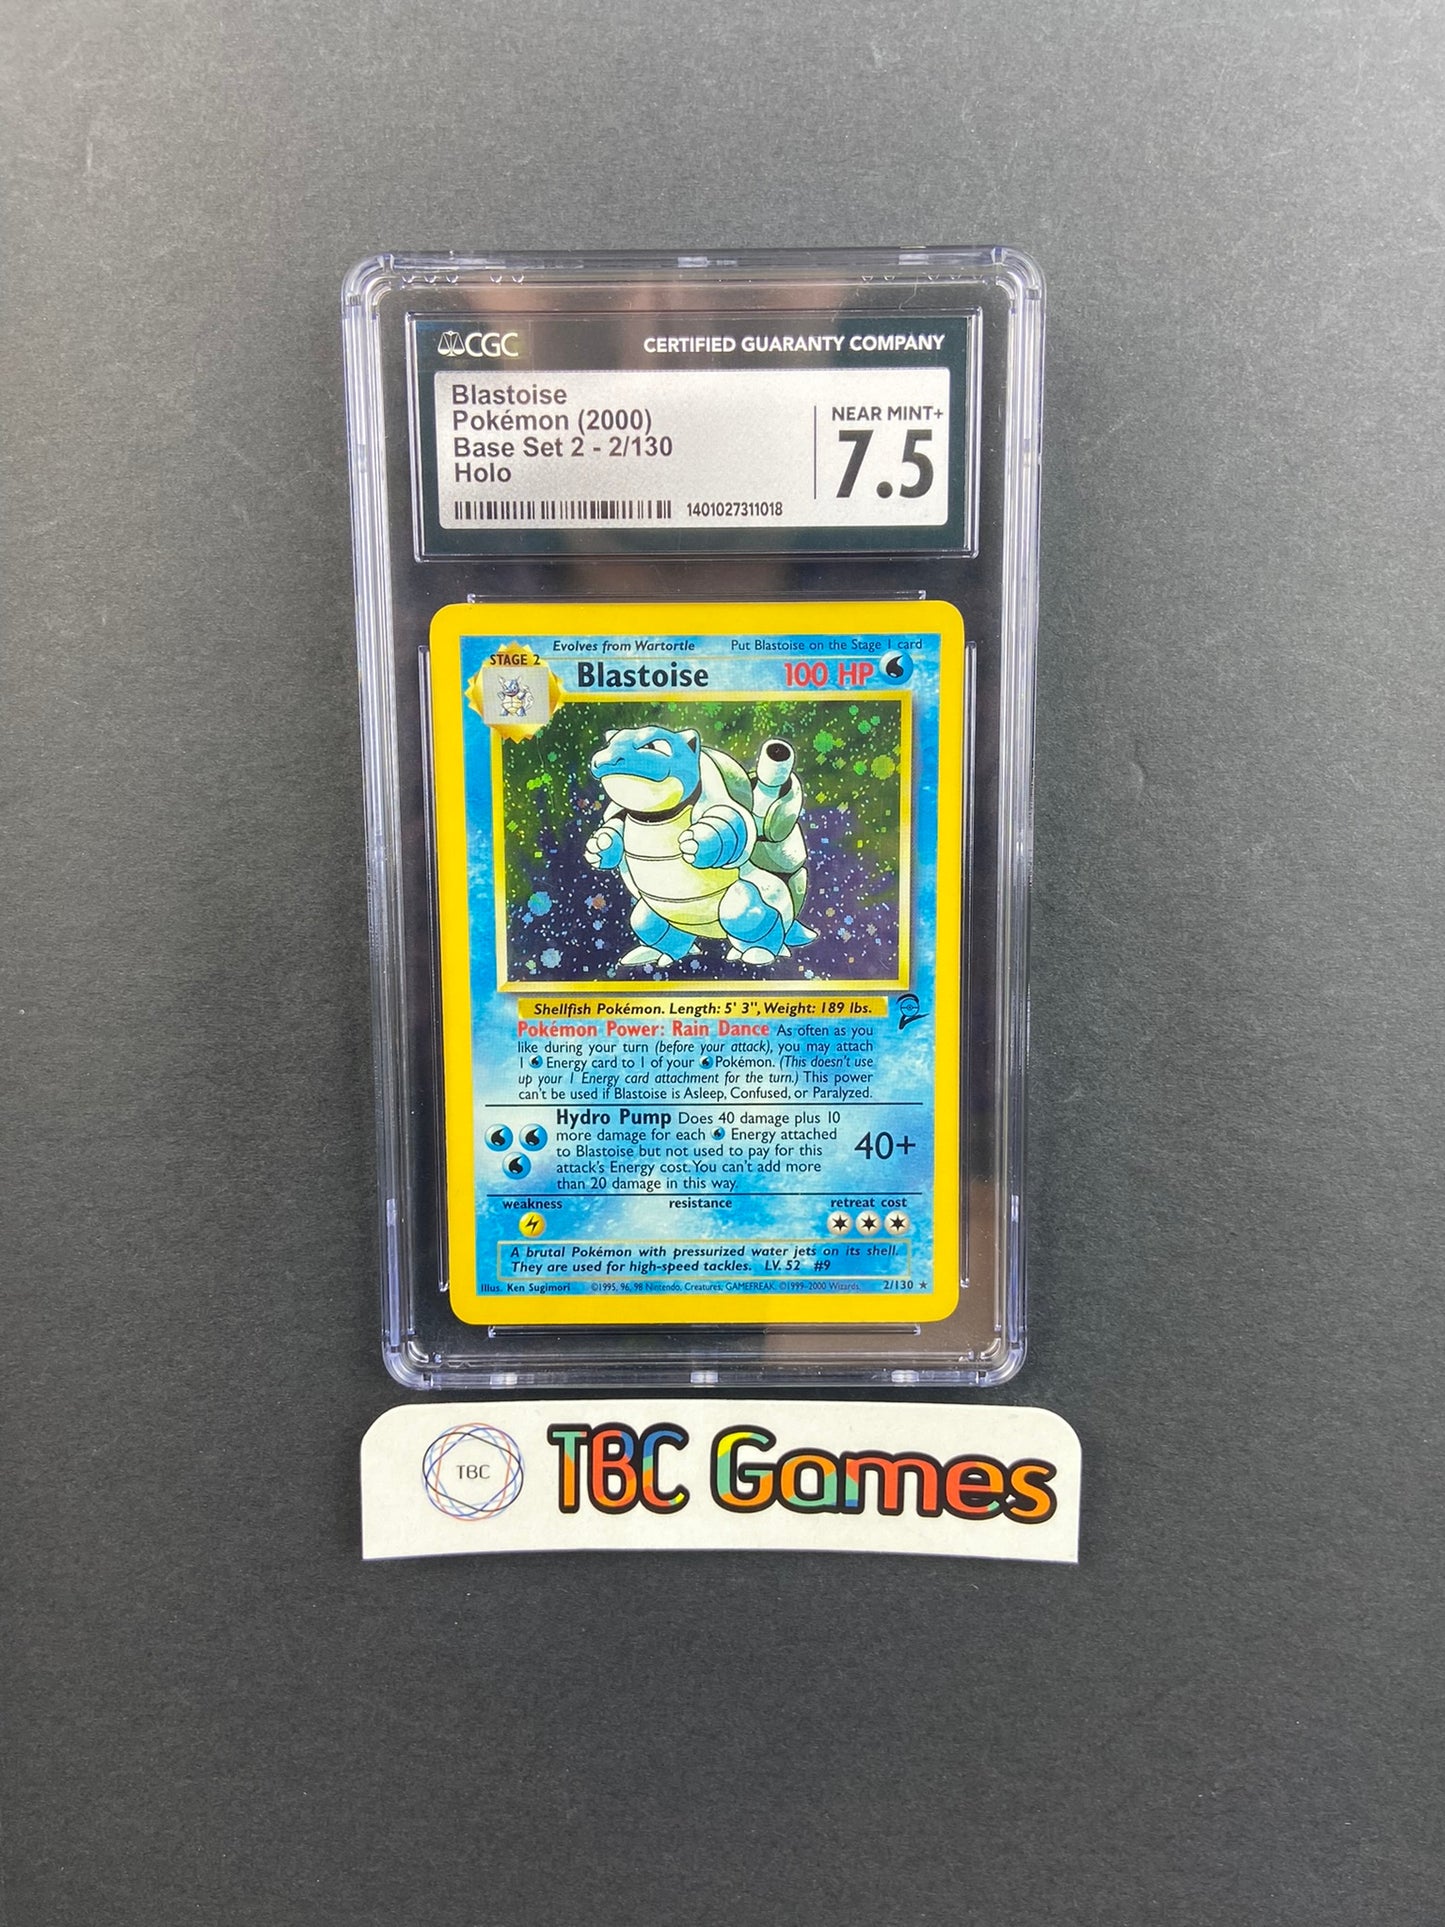 CGC
CERTIFIED GUARANTY COMPANY
Blastoise
Pokémon (2000)
Base Set 2 - 2/130
Holo
NEAR MINT+
7.5
1401027311018
Evolves from Wartortle
Put Blastoise on the Stage 1 card
STAGE 2
Blastoise
100 HP
Shellfish Pokémon. Length: 5' 3", Weight: 189 lbs.
Pokémon Power: Rain Dance As often as you
like during your turn (before your attack), you may attach
1 Energy card to 1 of your Pokémon. (This doesn't use
up your 1 Energy card attachment for the turn.) This power
can't be used if Blastoise is Asleep, Confused, or Paralyzed.
Hydro Pump Does 40 damage plus 10
more damage for each Energy attached
to Blastoise but not used to pay for this
attack's Energy cost. You can't add more
than 20 damage in this way.
40+
weakness
resistance
retreat cost
A brutal Pokémon with pressurized water jets on its shell.
They are used for high-speed tackles. LV. 52 #9
Illus. Ken Sugimori
©1995, 96, 98 Nintendo, Creatures, GAMEFREAK. ©1999-2000 Wizards.
2/130 ★
TBC
TBC Games